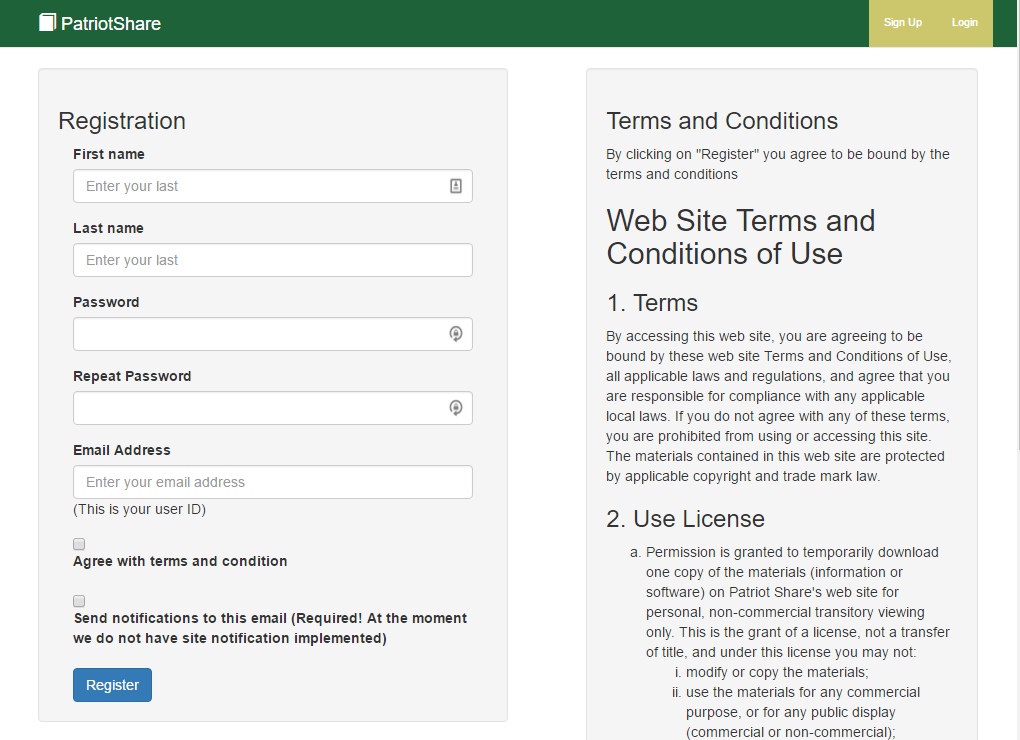 PatriotShare
Sign Up
Login
Registration
First name
Enter your last
Last name
Enter your last
Password
Repeat Password
Email Address
Enter your email address
(This is your user ID)
Agree with terms and condition
Send notifications to this email (Required! At the moment
we do not have site notification implemented)
Register
Terms and Conditions
By clicking on "Register" you agree to be bound by the
terms and conditions
Web Site Terms and
Conditions of Use
1. Terms
By accessing this web site, you are agreeing to be
bound by these web site Terms and Conditions of Use,
all applicable laws and regulations, and agree that you
are responsible for compliance with any applicable
local laws. If you do not agree with any of these terms,
you are prohibited from using or accessing this site.
The materials contained in this web site are protected
by applicable copyright and trade mark law.
2. Use License
a. Permission is granted to temporarily download
one copy of the materials (information or
software) on Patriot Share's web site for
personal, non-commercial transitory viewing
only. This is the grant of a license, not a transfer
of title, and under this license you may not:
i. modify or copy the materials;
ii. use the materials for any commercial
purpose, or for any public display
(commercial or non-commercial);